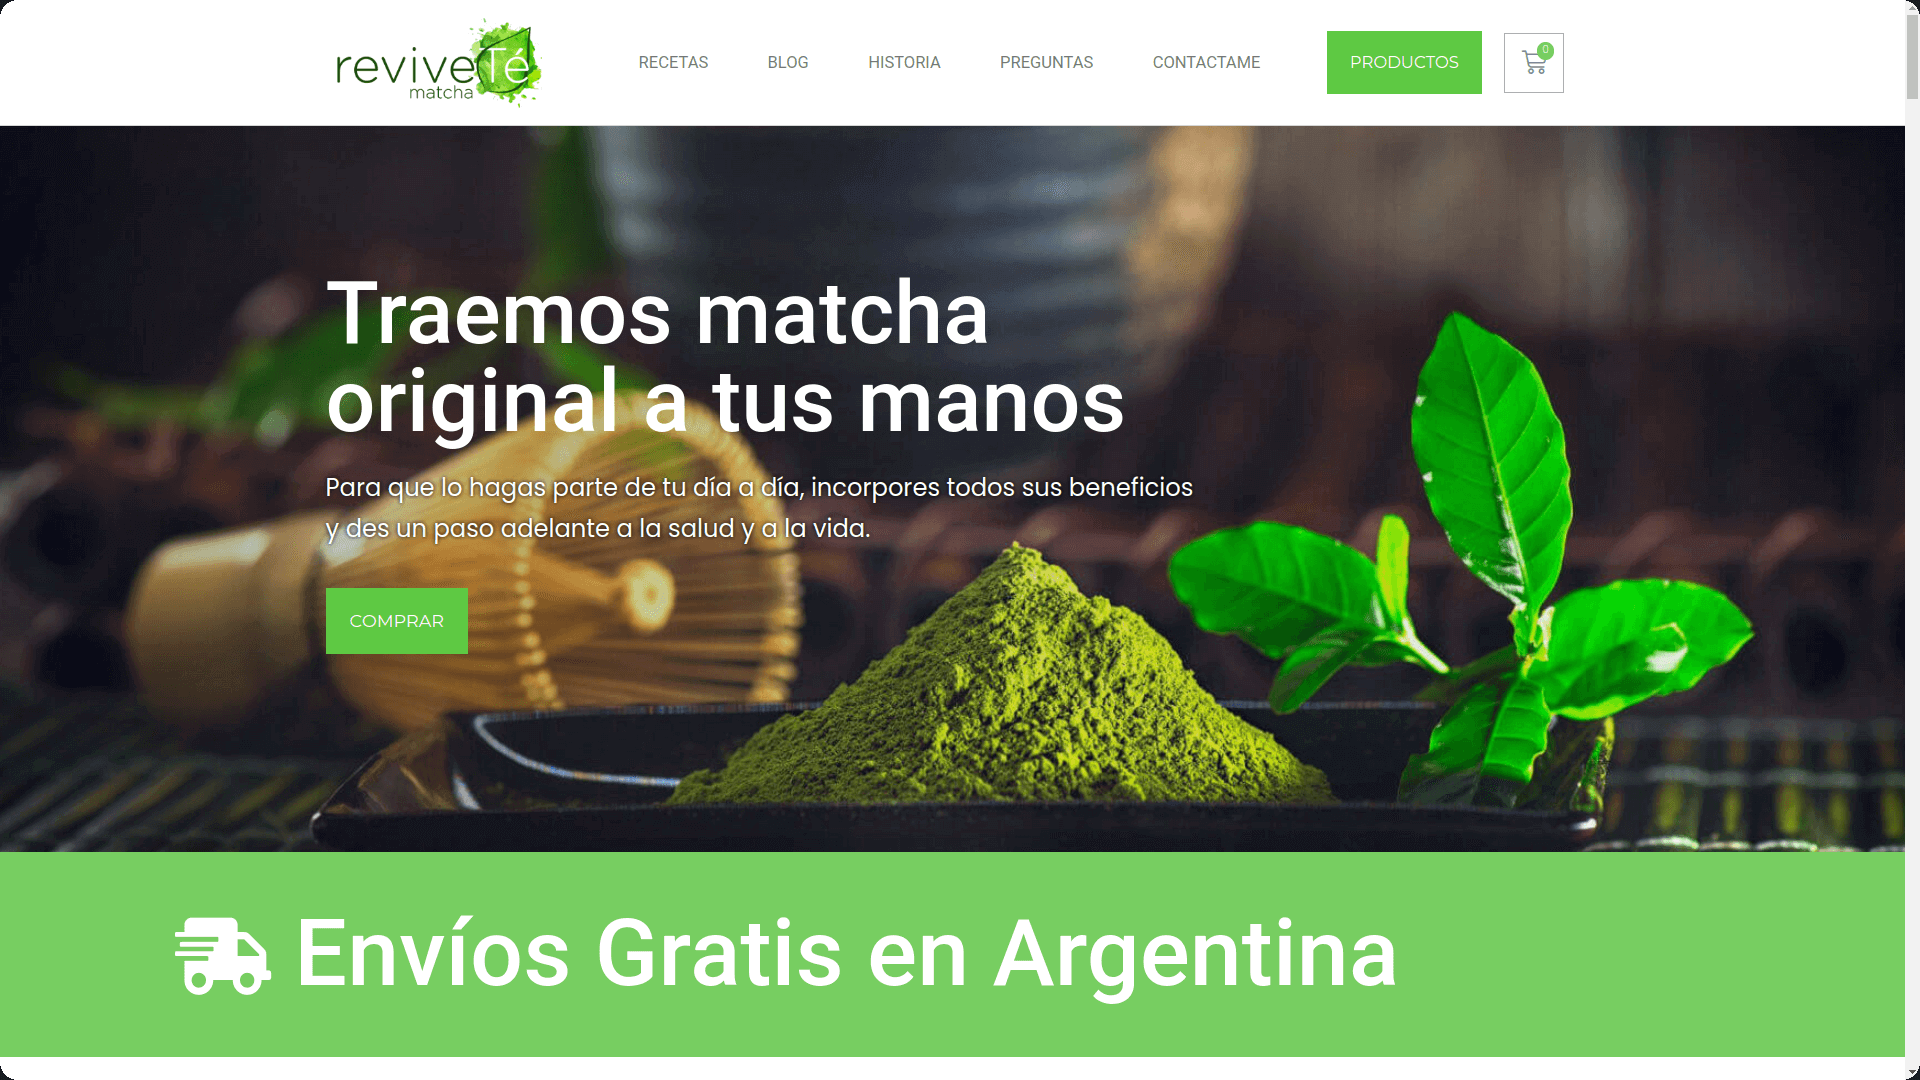 reviveTé
matcha
RECETAS
BLOG
HISTORIA
PREGUNTAS
CONTACTAME
PRODUCTOS
0
Traemos matcha
original a tus manos
Para que lo hagas parte de tu día a día, incorpores todos sus beneficios
y des un paso adelante a la salud y a la vida.
COMPRAR
Envíos Gratis en Argentina